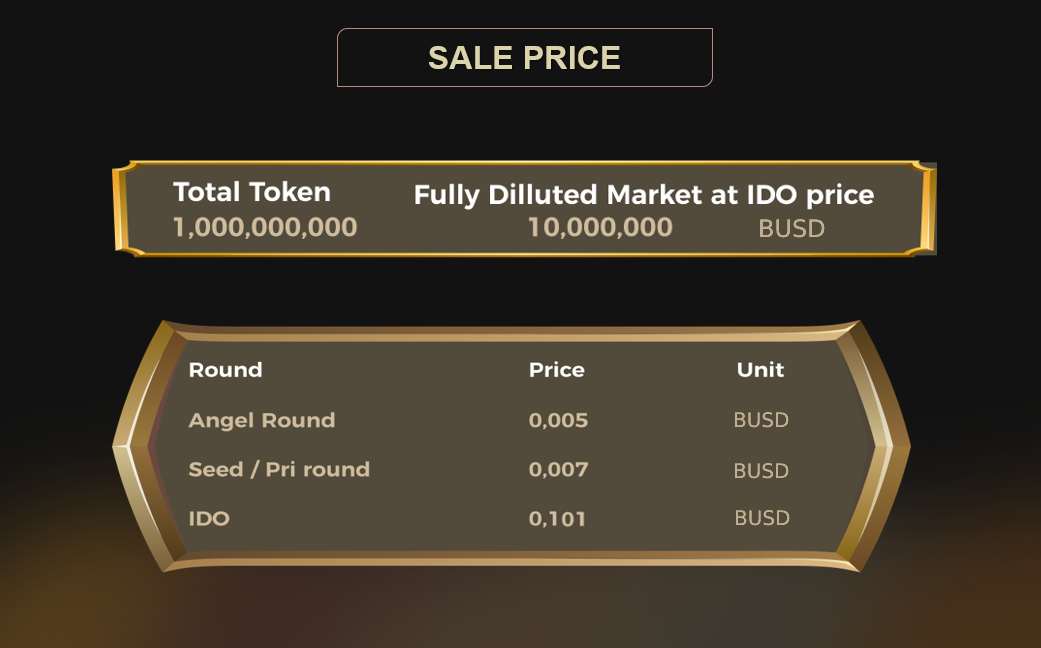 SALE PRICE
Total Token Fully Dilluted Market at IDO price
1,000,000,000 10,000,000 BUSD
Round Price Unit
Angel Round 0,005 BUSD
Seed / Pri round 0,007 BUSD
IDO 0,101 BUSD